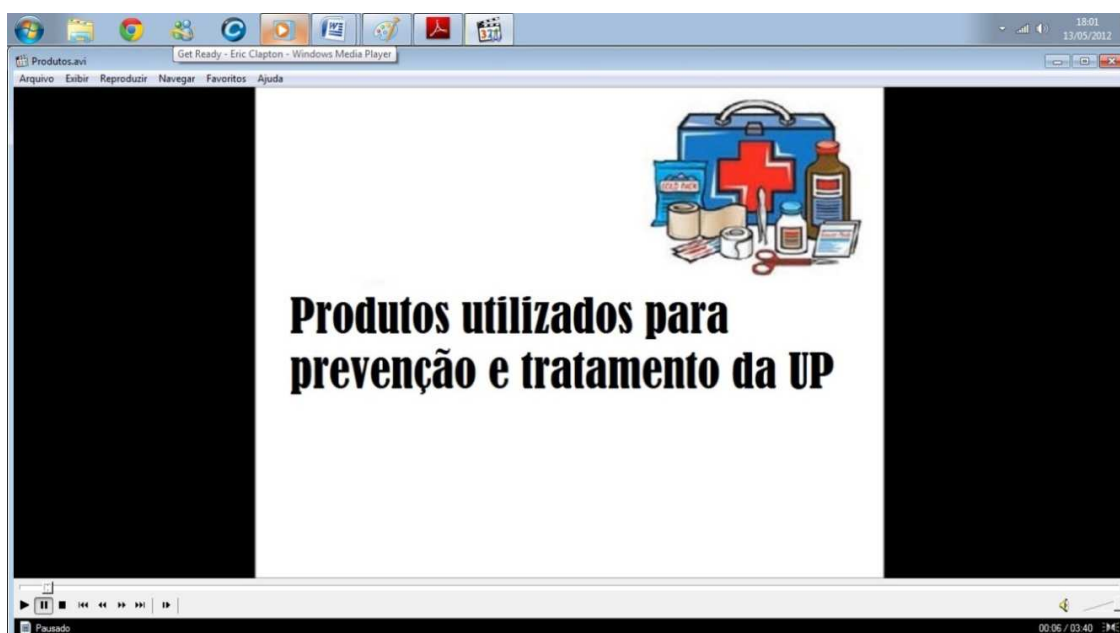 18:01
13/05/2012
Get Ready - Eric Clapton - Windows Media Player
Produtos.avi
Arquivo Exibir Reproduzir Navegar Favoritos Ajuda
COLD PACK
Produtos utilizados para
prevenção e tratamento da UP
Pausado
00:06 / 03:40